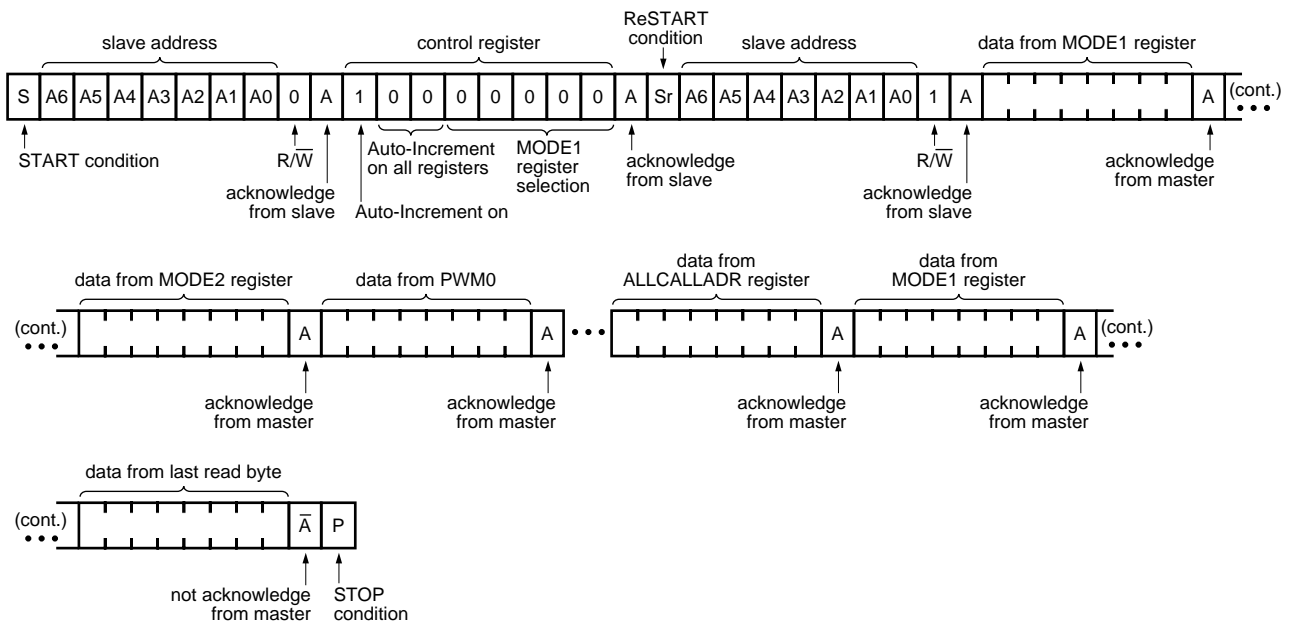 ReSTART
condition
slave address
control register
slave address
data from MODE1 register
S A6 A5 A4 A3 A2 A1 A0 0 A 1 0 0 0 0 0 0 0 A Sr A6 A5 A4 A3 A2 A1 A0 1 A A (cont.)
START condition
R/W̅
acknowledge
from slave
Auto-Increment on
Auto-Increment
on all registers
MODE1
register
selection
acknowledge
from slave
R/W̅
acknowledge
from slave
acknowledge
from master
data from MODE2 register
data from PWM0
data from
ALLCALLADR register
data from
MODE1 register
(cont.) A A A A (cont.)
acknowledge
from master
acknowledge
from master
acknowledge
from master
acknowledge
from master
data from last read byte
(cont.) A̅ P
not acknowledge
from master
STOP
condition